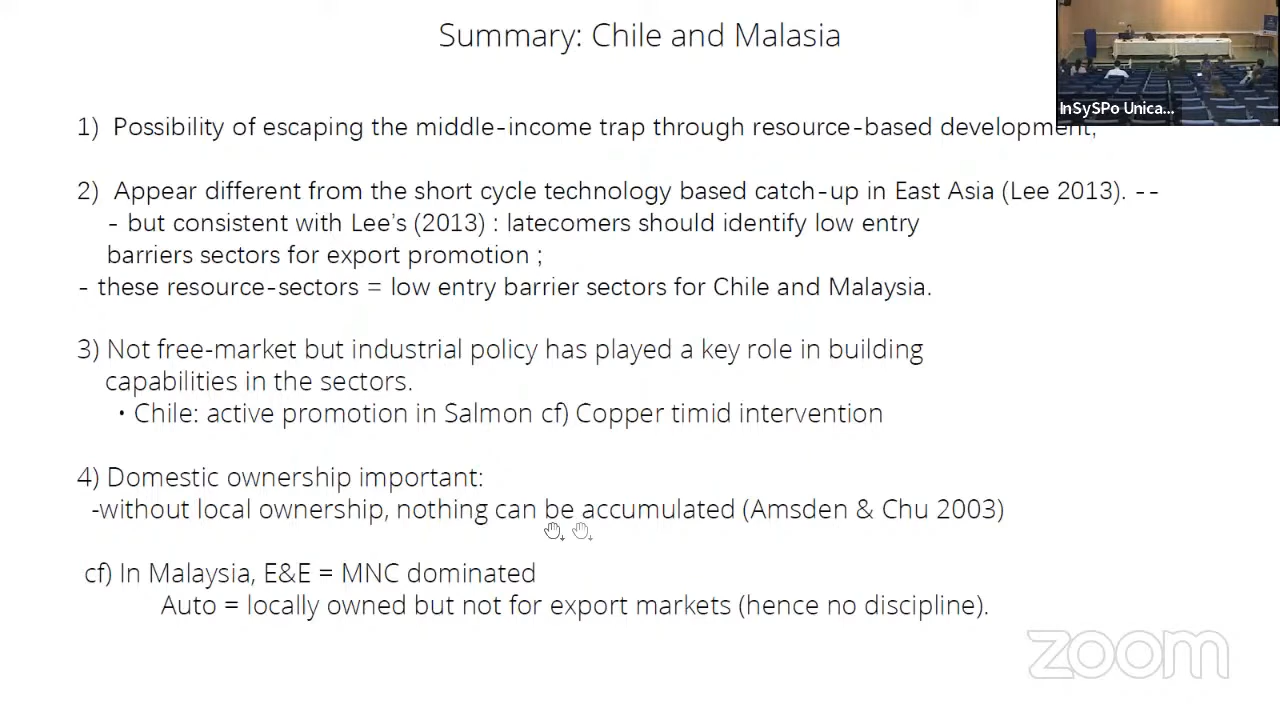 Summary: Chile and Malasia
InSySPo Unica...
1) Possibility of escaping the middle-income trap through resource-based development,
2) Appear different from the short cycle technology based catch-up in East Asia (Lee 2013). --
- but consistent with Lee's (2013) : latecomers should identify low entry
barriers sectors for export promotion ;
- these resource-sectors = low entry barrier sectors for Chile and Malaysia.
3) Not free-market but industrial policy has played a key role in building
capabilities in the sectors.
• Chile: active promotion in Salmon cf) Copper timid intervention
4) Domestic ownership important:
-without local ownership, nothing can be accumulated (Amsden & Chu 2003)
cf) In Malaysia, E&E = MNC dominated
Auto = locally owned but not for export markets (hence no discipline).
zoom